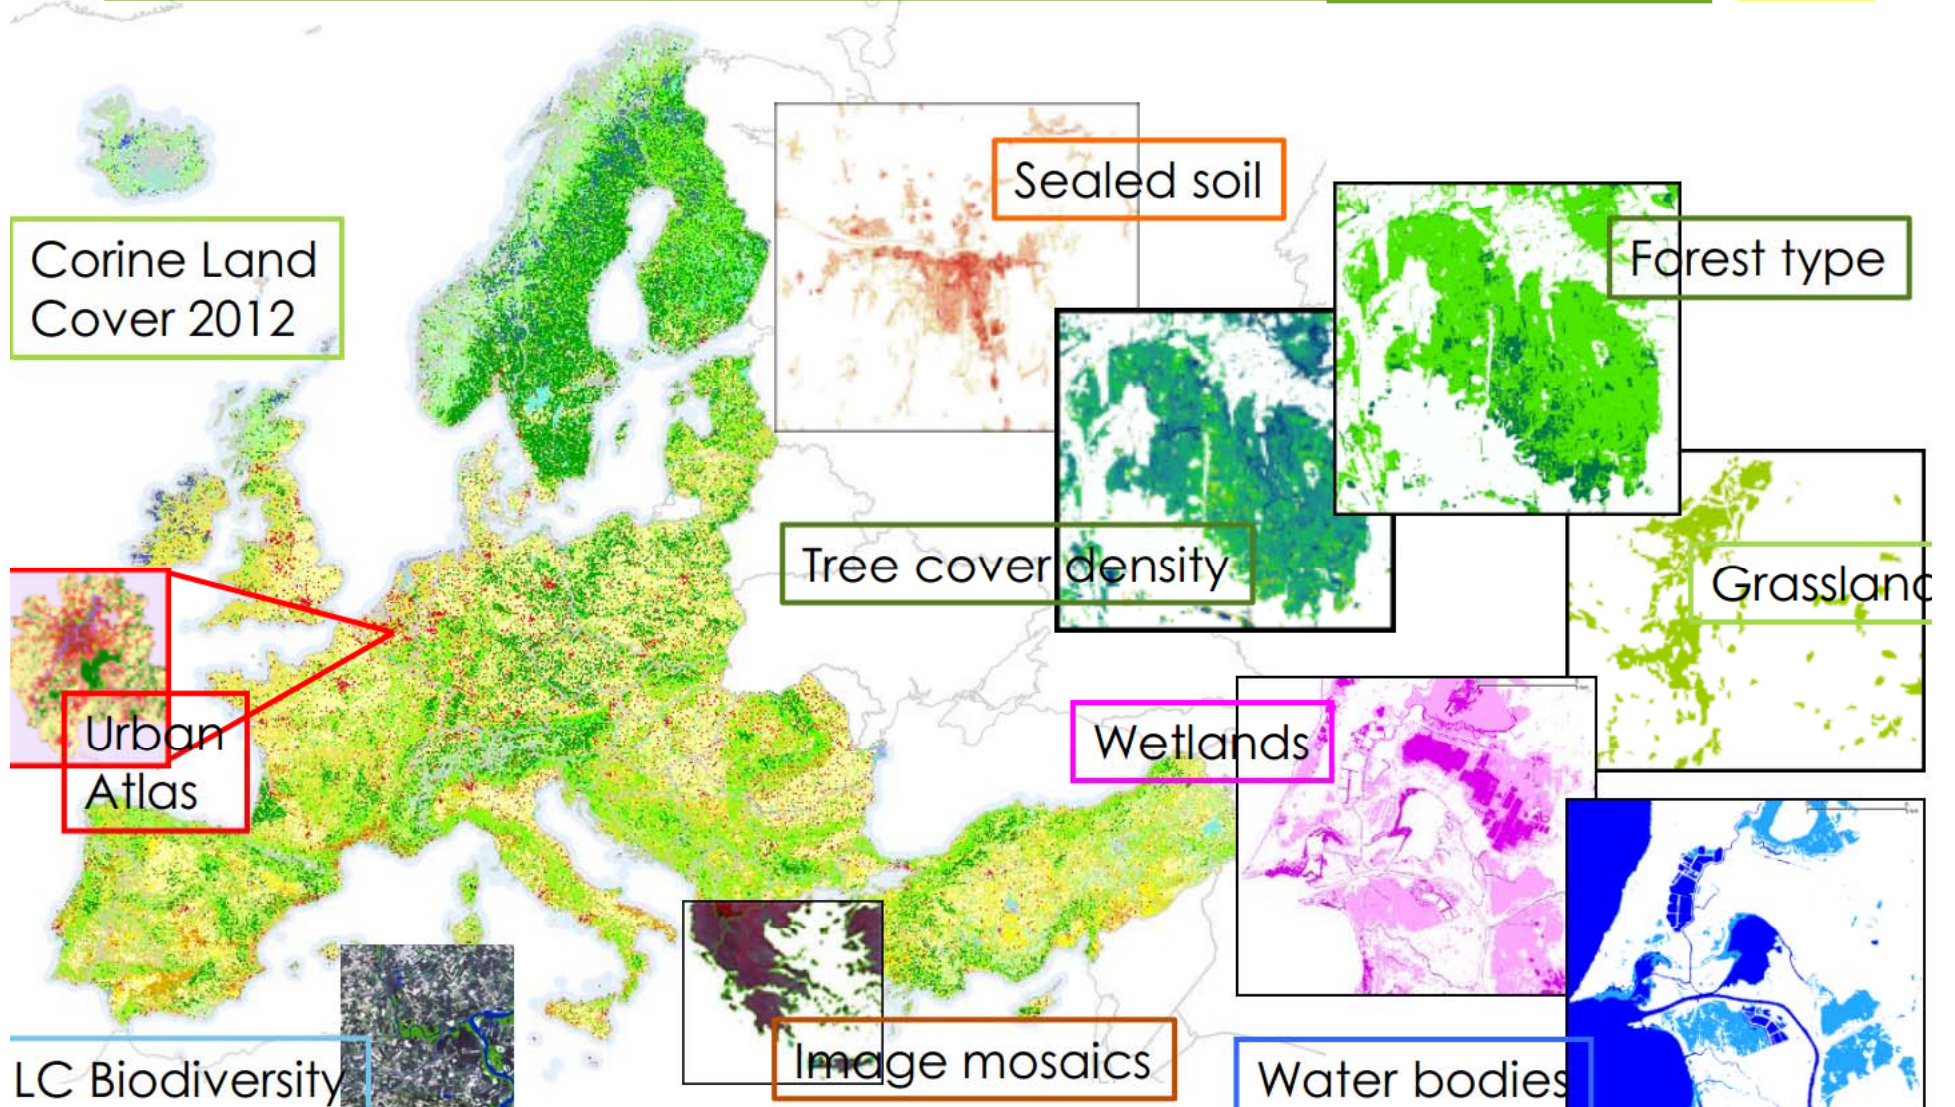 Sealed soil
Forest type
Corine Land
Cover 2012
Tree cover density
Grassland
Urban
Atlas
Wetlands
Image mosaics
LC Biodiversity
Water bodies